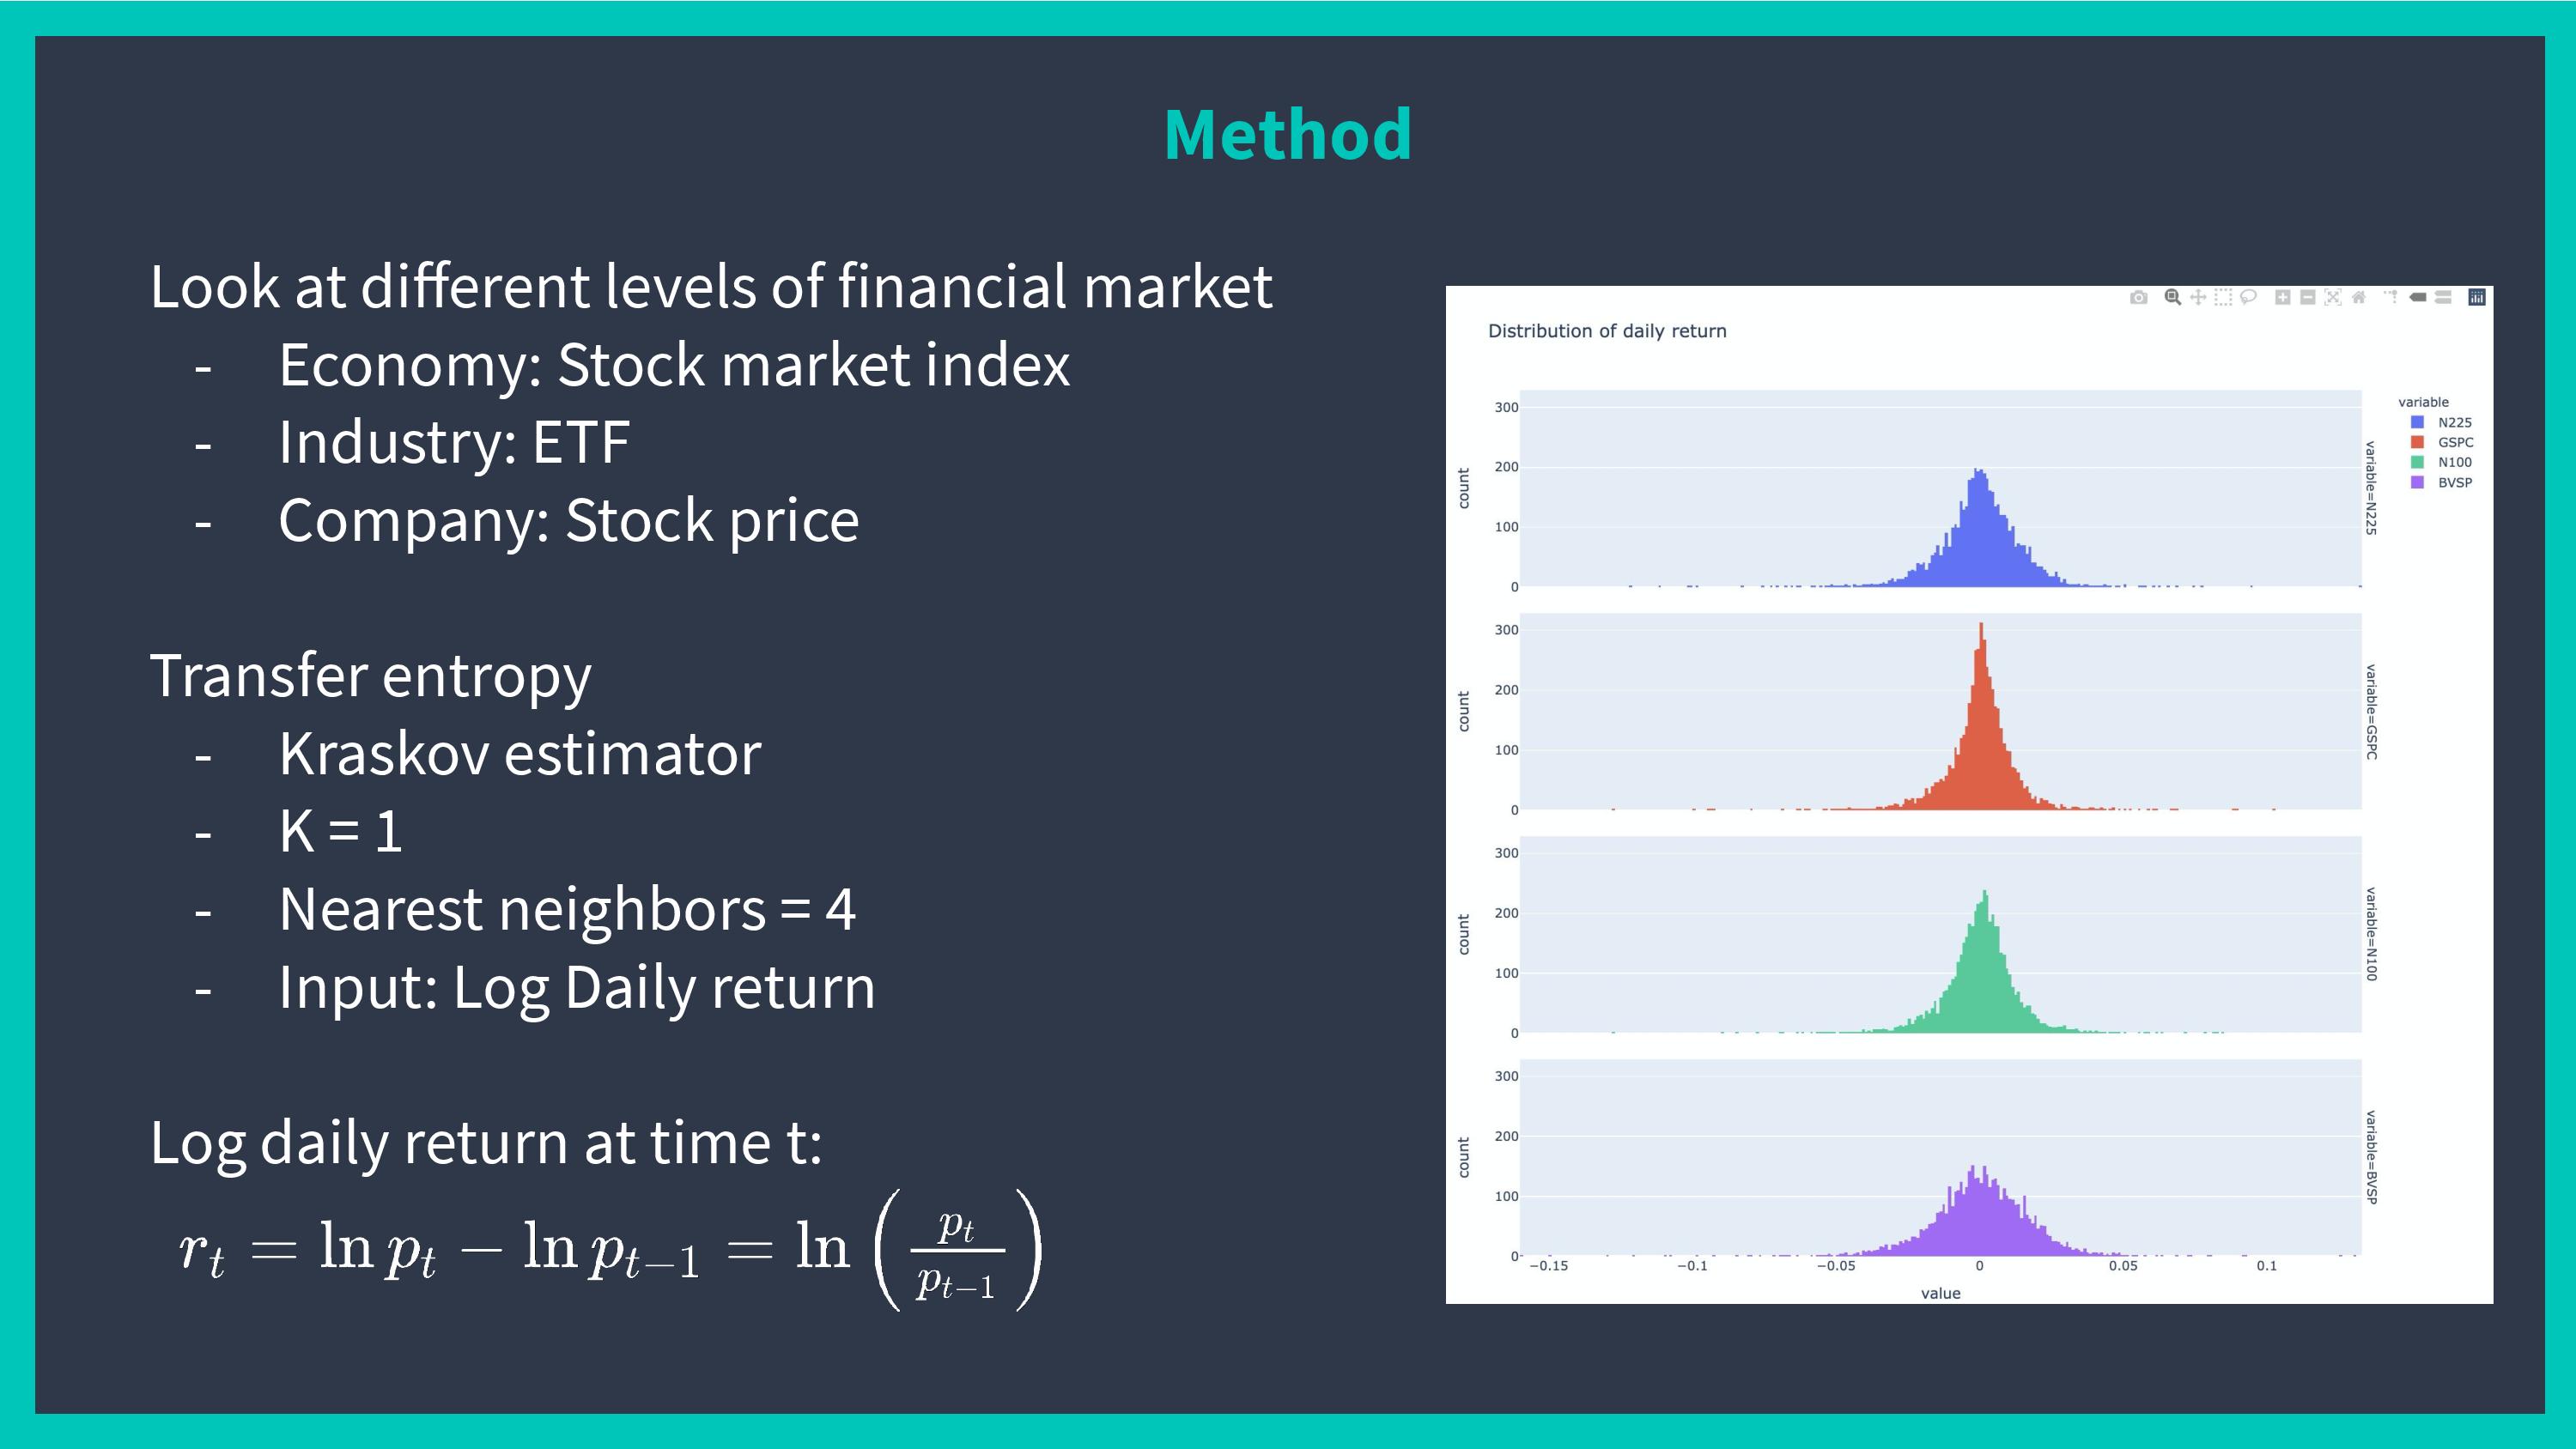 Method
Look at different levels of financial market
- Economy: Stock market index
- Industry: ETF
- Company: Stock price
Transfer entropy
- Kraskov estimator
- K = 1
- Nearest neighbors = 4
- Input: Log Daily return
Log daily return at time t:
r_t = ln p_t − ln p_{t−1} = ln (p_t / p_{t−1})
Distribution of daily return
300
200
100
0
count
variable=N225
300
200
100
0
count
variable=GSPC
300
200
100
0
count
variable=N100
300
200
100
0
count
variable=BVSP
−0.15 −0.1 −0.05 0 0.05 0.1
value
variable
N225
GSPC
N100
BVSP